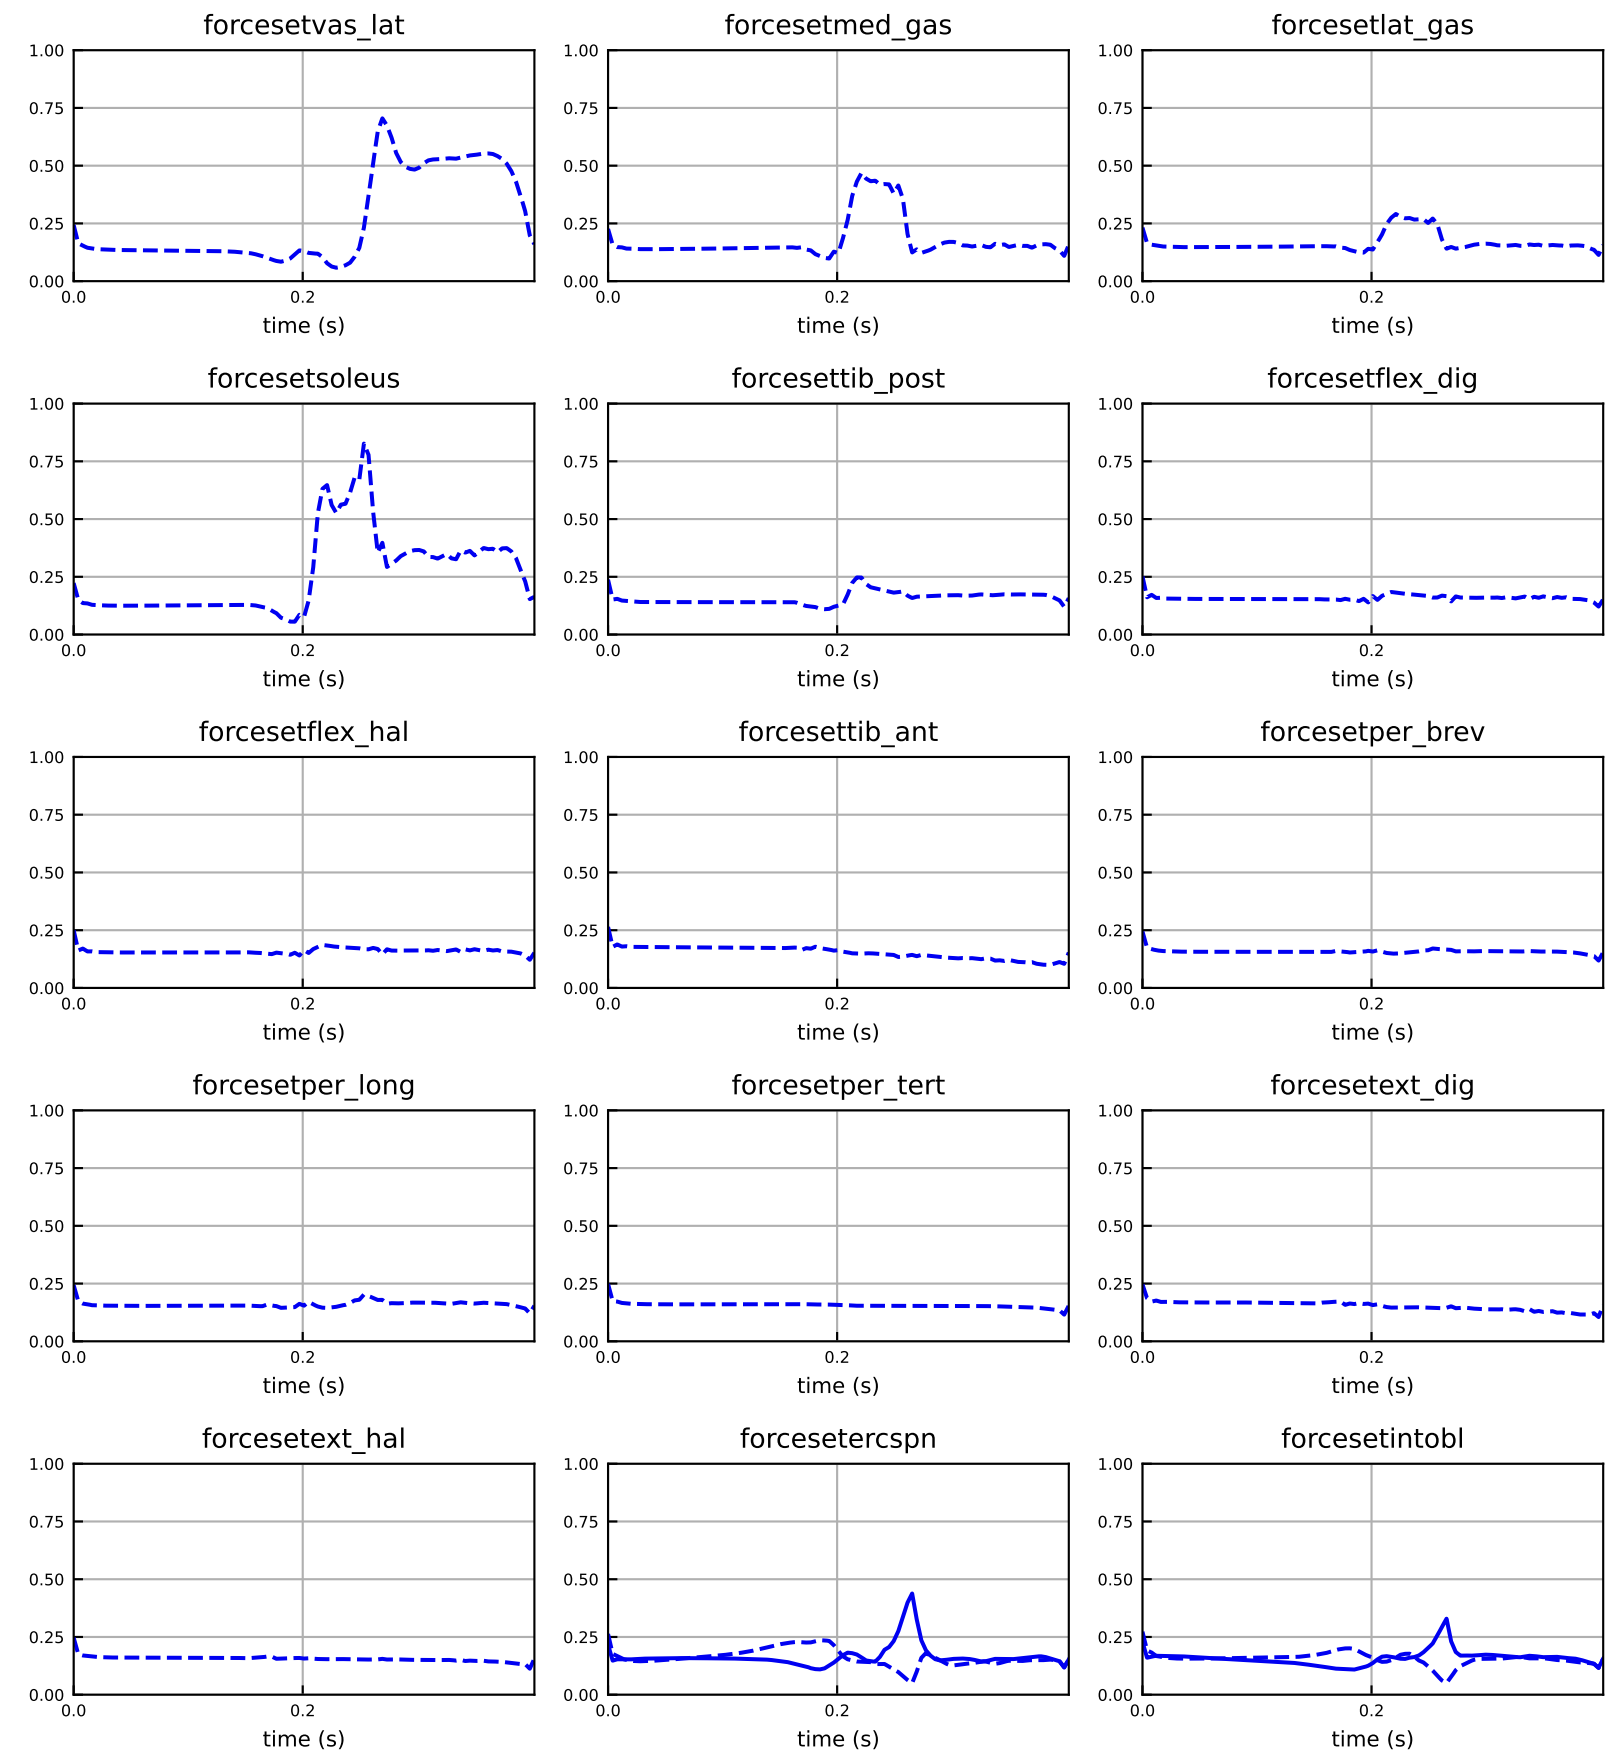 forcesetvas_lat forcesetmed_gas forcesetlat_gas
1.00 1.00 1.00
0.75 0.75 0.75
0.50 0.50 0.50
0.25 0.25 0.25
0.00 0.00 0.00
0.0 0.2 0.0 0.2 0.0 0.2
time (s) time (s) time (s)
forcesetsoleus forcesettib_post forcesetflex_dig
1.00 1.00 1.00
0.75 0.75 0.75
0.50 0.50 0.50
0.25 0.25 0.25
0.00 0.00 0.00
0.0 0.2 0.0 0.2 0.0 0.2
time (s) time (s) time (s)
forcesetflex_hal forcesettib_ant forcesetper_brev
1.00 1.00 1.00
0.75 0.75 0.75
0.50 0.50 0.50
0.25 0.25 0.25
0.00 0.00 0.00
0.0 0.2 0.0 0.2 0.0 0.2
time (s) time (s) time (s)
forcesetper_long forcesetper_tert forcesetext_dig
1.00 1.00 1.00
0.75 0.75 0.75
0.50 0.50 0.50
0.25 0.25 0.25
0.00 0.00 0.00
0.0 0.2 0.0 0.2 0.0 0.2
time (s) time (s) time (s)
forcesetext_hal forcesetercspn forcesetintobl
1.00 1.00 1.00
0.75 0.75 0.75
0.50 0.50 0.50
0.25 0.25 0.25
0.00 0.00 0.00
0.0 0.2 0.0 0.2 0.0 0.2
time (s) time (s) time (s)